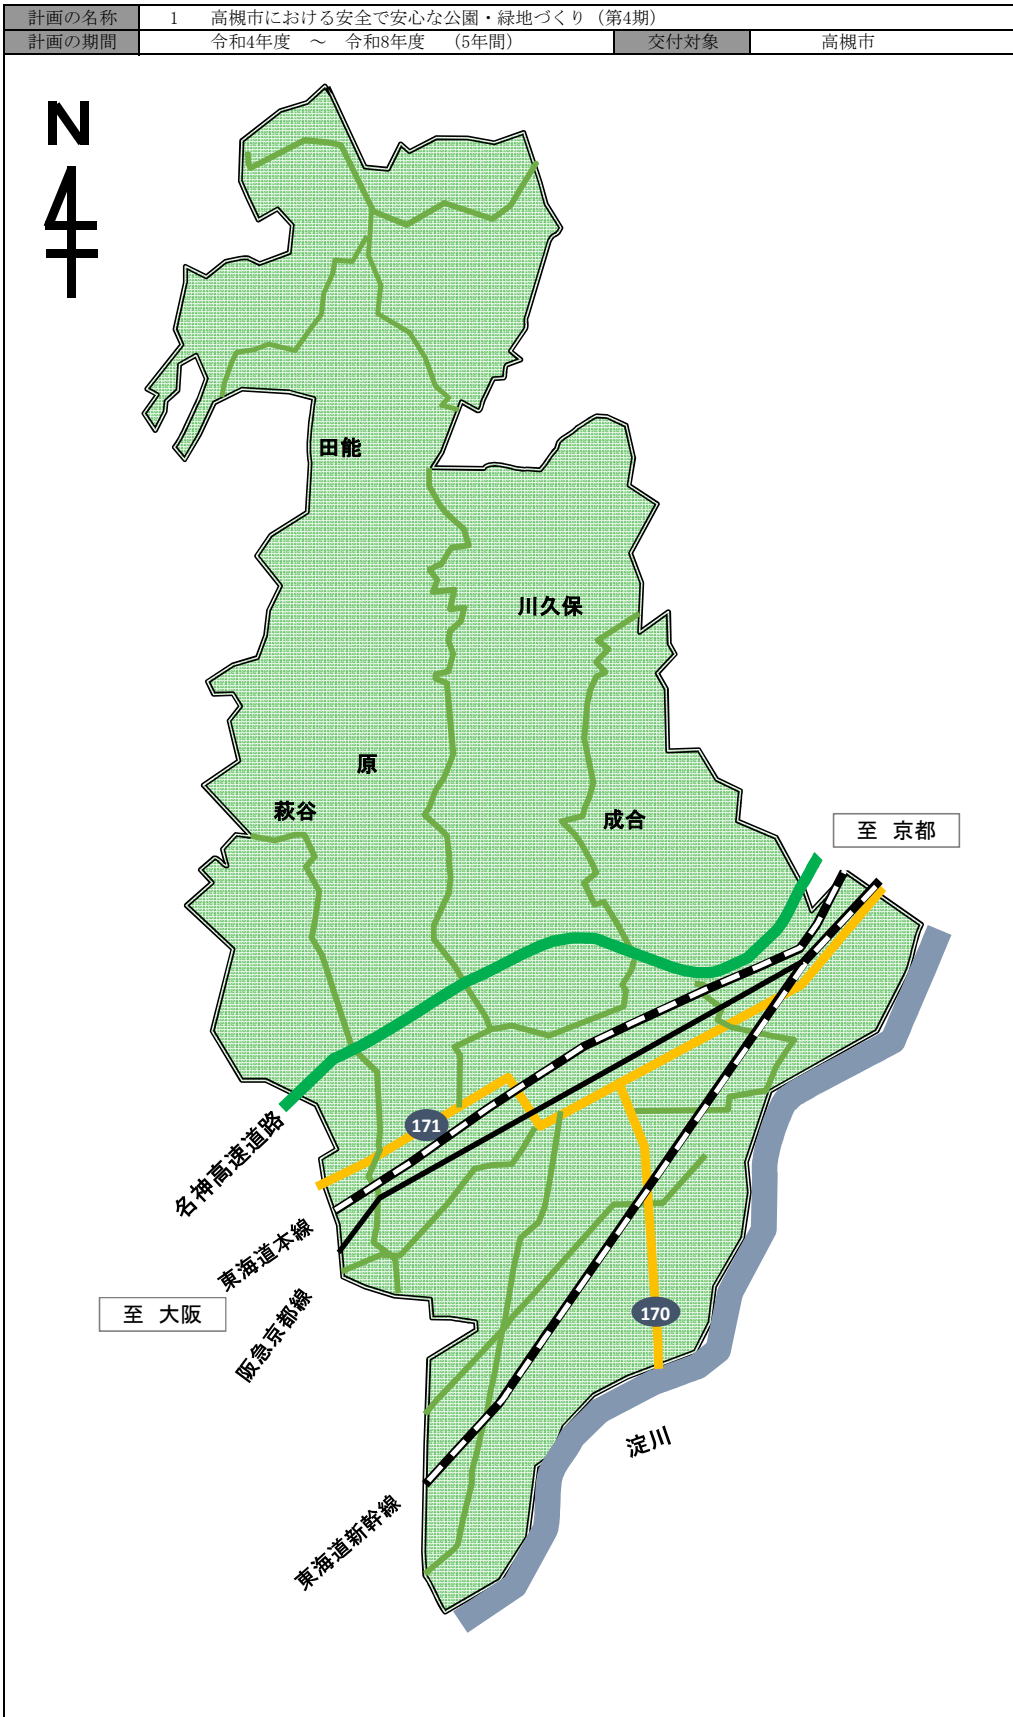 計画の名称 1 高槻市における安全で安心な公園・緑地づくり（第4期）
計画の期間 令和4年度 ～ 令和8年度 （5年間） 交付対象 高槻市
N
田能
川久保
原
萩谷
成合
至 京都
171
名神高速道路
東海道本線
至 大阪
阪急京都線
170
淀川
東海道新幹線